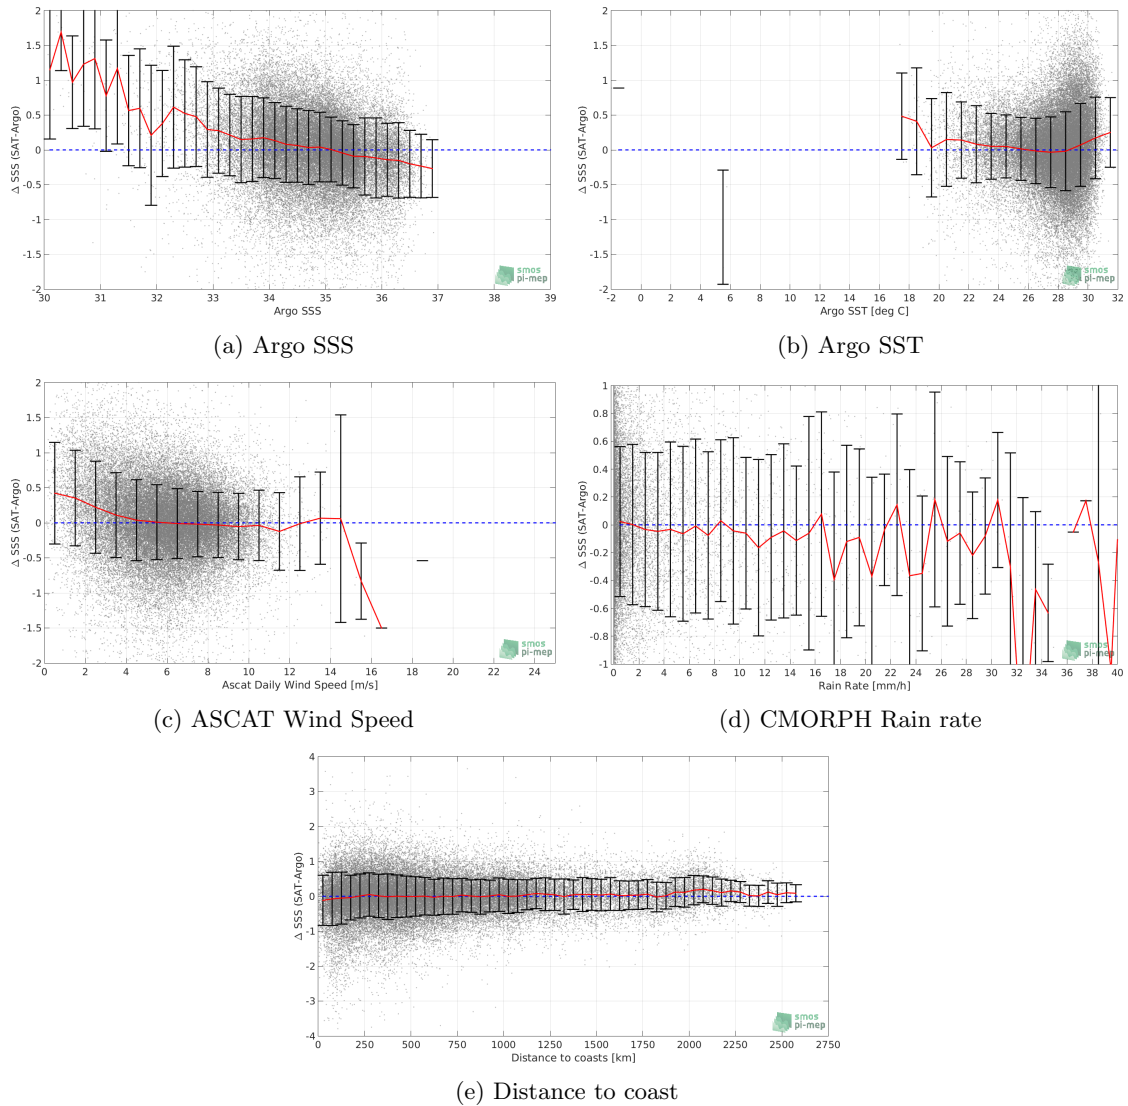 2
1.5
1
0.5
0
-0.5
-1
-1.5
-2
Δ SSS (SAT-Argo)
30 31 32 33 34 35 36 37 38 39
Argo SSS
smos
pi-mep
(a) Argo SSS
2
1.5
1
0.5
0
-0.5
-1
-1.5
-2
Δ SSS (SAT-Argo)
-2 0 2 4 6 8 10 12 14 16 18 20 22 24 26 28 30 32
Argo SST [deg C]
smos
pi-mep
(b) Argo SST
2
1.5
1
0.5
0
-0.5
-1
-1.5
-2
Δ SSS (SAT-Argo)
0 2 4 6 8 10 12 14 16 18 20 22 24
Ascat Daily Wind Speed [m/s]
smos
pi-mep
(c) ASCAT Wind Speed
1
0.8
0.6
0.4
0.2
0
-0.2
-0.4
-0.6
-0.8
-1
Δ SSS (SAT-Argo)
0 2 4 6 8 10 12 14 16 18 20 22 24 26 28 30 32 34 36 38 40
Rain Rate [mm/h]
smos
pi-mep
(d) CMORPH Rain rate
4
3
2
1
0
-1
-2
-3
-4
Δ SSS (SAT-Argo)
0 250 500 750 1000 1250 1500 1750 2000 2250 2500 2750
Distance to coasts [km]
smos
pi-mep
(e) Distance to coast